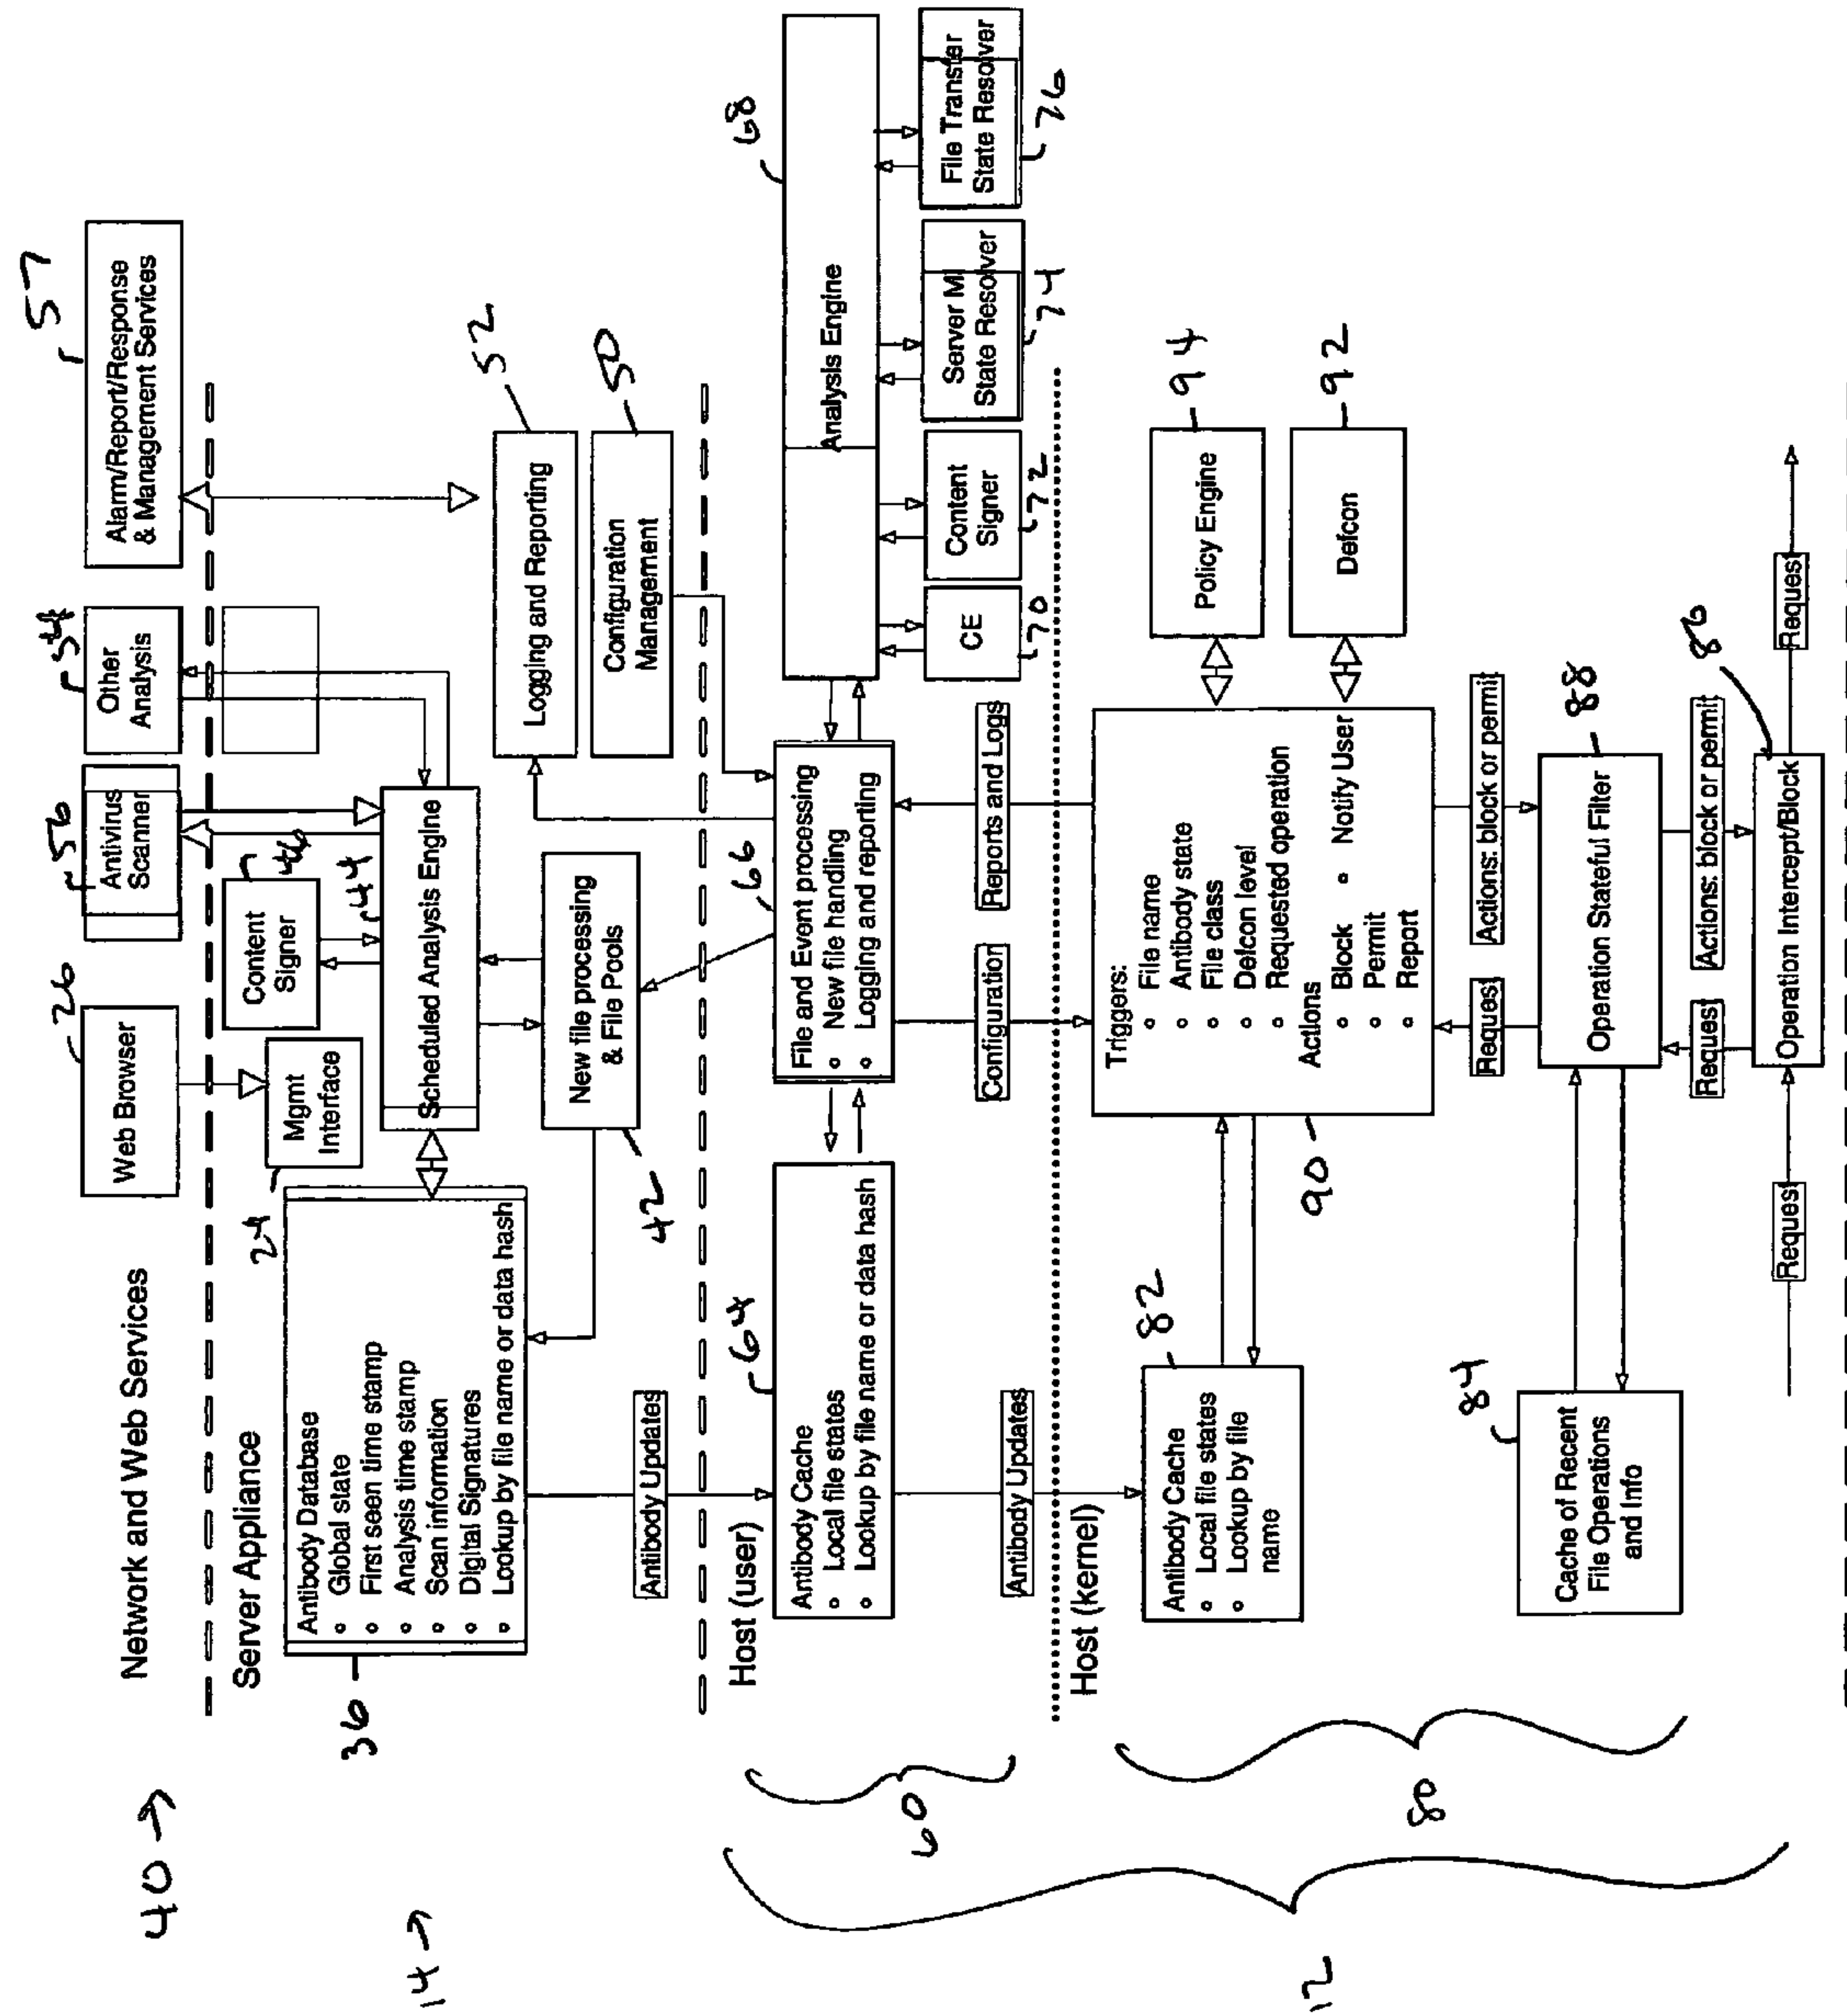 40
Network and Web Services
26
Web Browser
56
Antivirus
Scanner
54
Other
Analysis
57
Alarm/Report/Response
& Management Services
14
Server Appliance
36
Antibody Database
Global state
First seen time stamp
Analysis time stamp
Scan information
Digital Signatures
Lookup by file name or data hash
24
Mgmt
Interface
Content
Signer
46
44
Scheduled Analysis Engine
New file processing
& File Pools
42
Logging and Reporting
52
Configuration
Management
50
Antibody Updates
12
60
Host (user)
64
Antibody Cache
Local file states
Lookup by file name or data hash
66
File and Event processing
New file handling
Logging and reporting
68
Analysis Engine
CE
70
Content
Signer
72
Server MI
State Resolver
74
File Transfer
State Resolver
76
Antibody Updates
Configuration
Reports and Logs
80
Host (kernel)
82
Antibody Cache
Local file states
Lookup by file
name
90
Triggers:
File name
Antibody state
File class
Defcon level
Requested operation
Actions
Block
Notify User
Permit
Report
Policy Engine
94
Defcon
92
Request
Actions: block or permit
84
Cache of Recent
File Operations
and Info
Operation Stateful Filter
88
Request
Actions: block or permit
Request
Operation Intercept/Block
86
Request